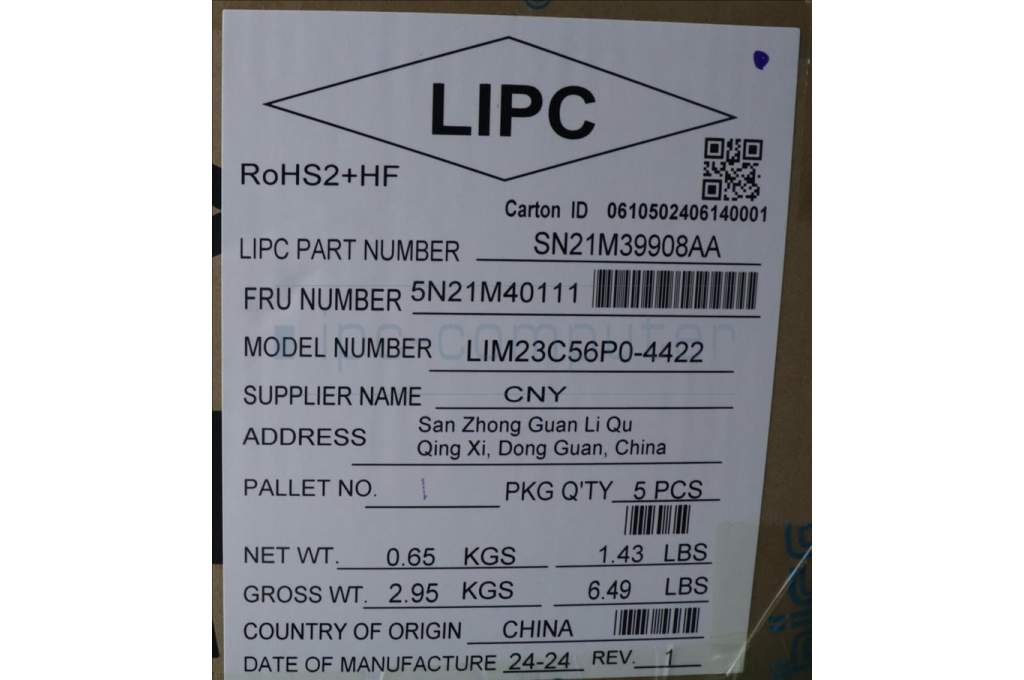 LIPC
RoHS2+HF
Carton ID 0610502406140001
LIPC PART NUMBER SN21M39908AA
FRU NUMBER 5N21M40111
ipc computer
MODEL NUMBER LIM23C56P0-4422
SUPPLIER NAME CNY
ADDRESS San Zhong Guan Li Qu
Qing Xi, Dong Guan, China
PALLET NO. 1 PKG Q'TY 5 PCS
NET WT. 0.65 KGS 1.43 LBS
GROSS WT. 2.95 KGS 6.49 LBS
COUNTRY OF ORIGIN CHINA
DATE OF MANUFACTURE 24-24 REV. 1